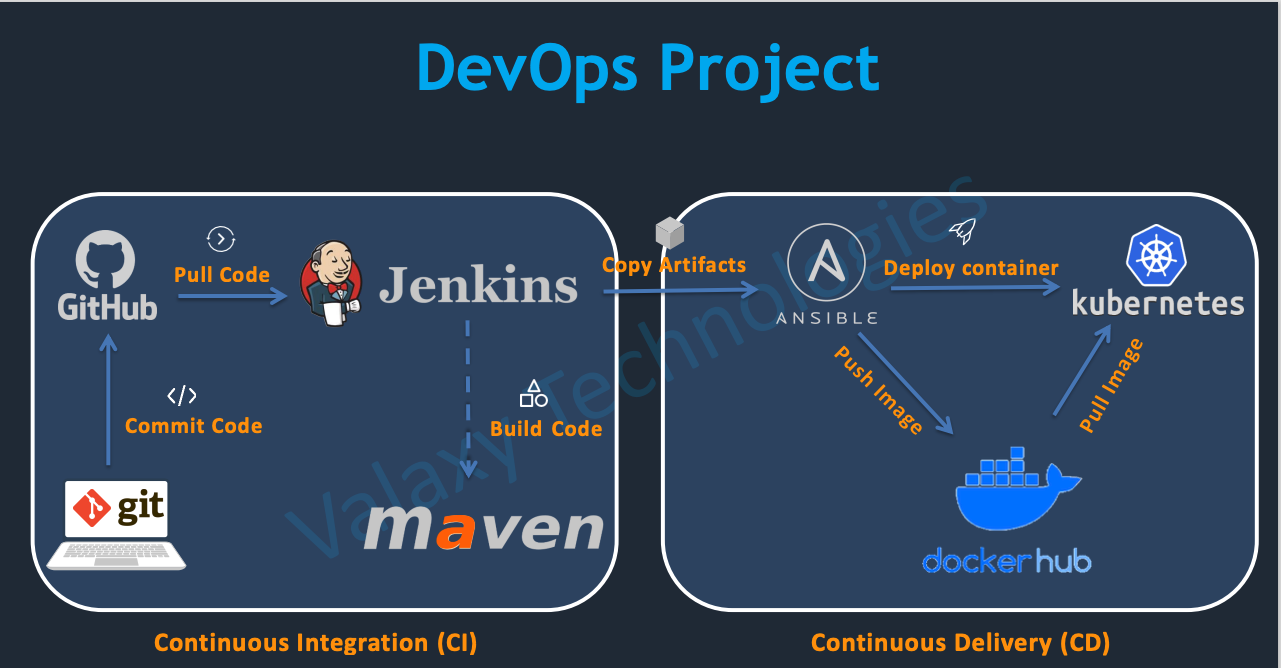 DevOps Project
Pull Code
GitHub
Jenkins
Commit Code
Build Code
git
maven
Copy Artifacts
ANSIBLE
Deploy container
kubernetes
Push Image
Pull Image
docker hub
Valaxy Technologies
Continuous Integration (CI)
Continuous Delivery (CD)